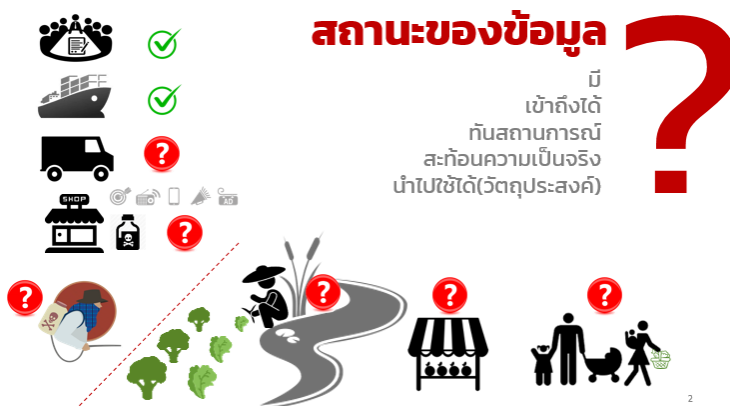 สถานะของข้อมูล
?
มี
เข้าถึงได้
ทันสถานการณ์
สะท้อนความเป็นจริง
นำไปใช้ได้(วัตถุประสงค์)
?
SHOP
AD
?
?
?
?
?
2